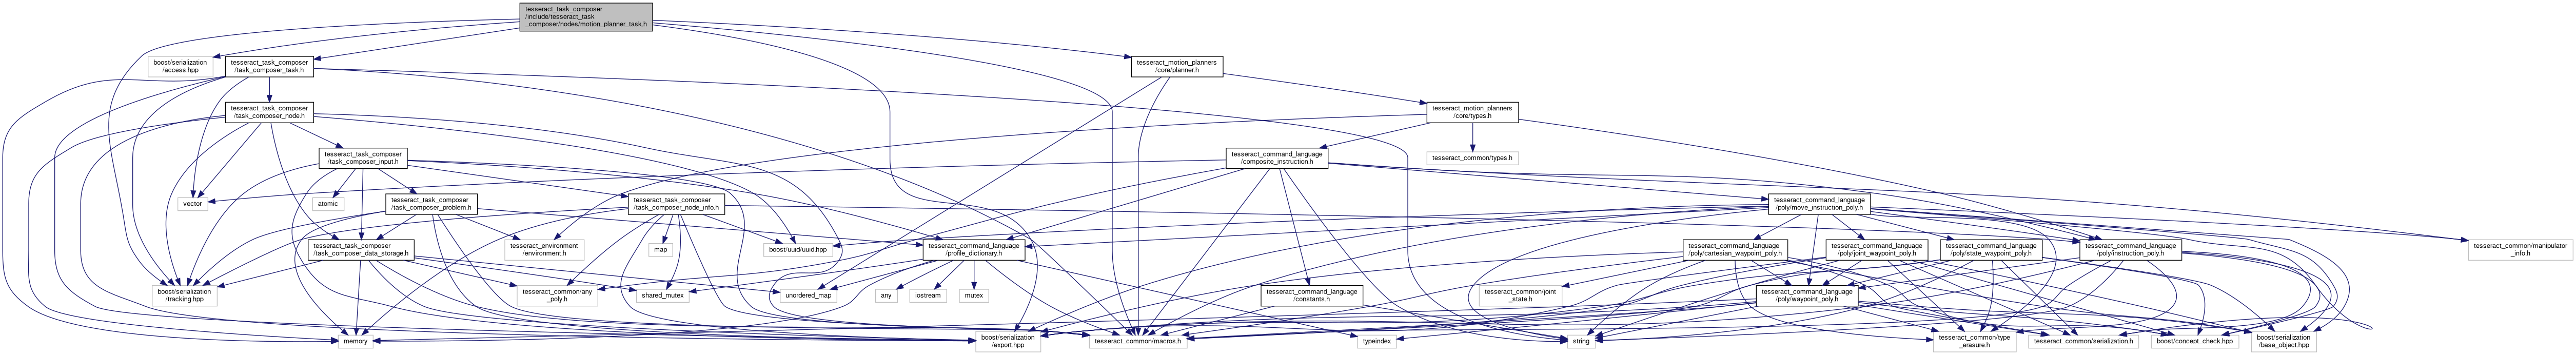 tesseract_task_composer
/include/tesseract_task
_composer/nodes/motion_planner_task.h
boost/serialization
/access.hpp
tesseract_task_composer
/task_composer_task.h
tesseract_motion_planners
/core/planner.h
tesseract_task_composer
/task_composer_node.h
tesseract_motion_planners
/core/types.h
tesseract_task_composer
/task_composer_input.h
tesseract_command_language
/composite_instruction.h
tesseract_common/types.h
vector
atomic
tesseract_task_composer
/task_composer_problem.h
tesseract_task_composer
/task_composer_node_info.h
tesseract_command_language
/poly/move_instruction_poly.h
tesseract_task_composer
/task_composer_data_storage.h
tesseract_environment
/environment.h
map
boost/uuid/uuid.hpp
tesseract_command_language
/profile_dictionary.h
tesseract_command_language
/poly/cartesian_waypoint_poly.h
tesseract_command_language
/poly/joint_waypoint_poly.h
tesseract_command_language
/poly/state_waypoint_poly.h
tesseract_command_language
/poly/instruction_poly.h
tesseract_common/manipulator
_info.h
boost/serialization
/tracking.hpp
tesseract_common/any
_poly.h
shared_mutex
unordered_map
any
iostream
mutex
tesseract_command_language
/constants.h
tesseract_common/joint
_state.h
tesseract_command_language
/poly/waypoint_poly.h
memory
boost/serialization
/export.hpp
tesseract_common/macros.h
typeindex
string
tesseract_common/type
_erasure.h
tesseract_common/serialization.h
boost/concept_check.hpp
boost/serialization
/base_object.hpp